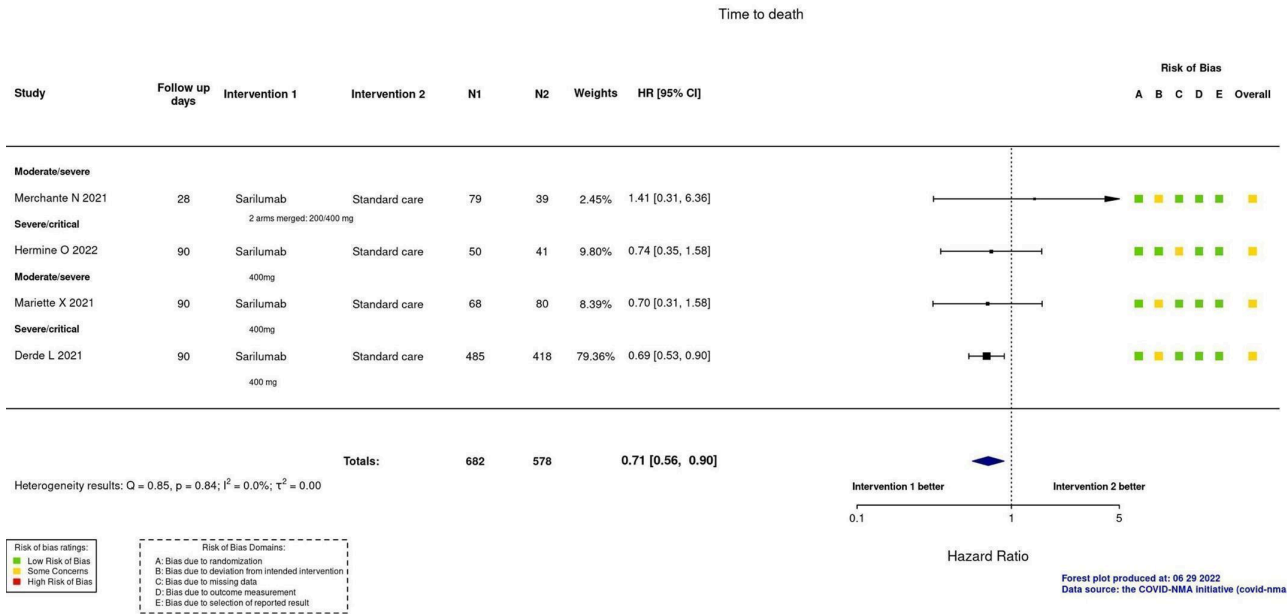 Time to death
Risk of Bias
Study Follow up days Intervention 1 Intervention 2 N1 N2 Weights HR [95% CI] A B C D E Overall
Moderate/severe
Merchante N 2021 28 Sarilumab Standard care 79 39 2.45% 1.41 [0.31, 6.36]
2 arms merged: 200/400 mg
Severe/critical
Hermine O 2022 90 Sarilumab Standard care 50 41 9.80% 0.74 [0.35, 1.58]
400mg
Moderate/severe
Mariette X 2021 90 Sarilumab Standard care 68 80 8.39% 0.70 [0.31, 1.58]
400mg
Severe/critical
Derde L 2021 90 Sarilumab Standard care 485 418 79.36% 0.69 [0.53, 0.90]
400 mg
Totals: 682 578 0.71 [0.56, 0.90]
Heterogeneity results: Q = 0.85, p = 0.84; I² = 0.0%; τ² = 0.00
Intervention 1 better Intervention 2 better
0.1 1 5
Hazard Ratio
Risk of bias ratings:
Low Risk of Bias
Some Concerns
High Risk of Bias
Risk of Bias Domains:
A: Bias due to randomization
B: Bias due to deviation from intended intervention
C: Bias due to missing data
D: Bias due to outcome measurement
E: Bias due to selection of reported result
Forest plot produced at: 06 29 2022
Data source: the COVID-NMA initiative (covid-nma